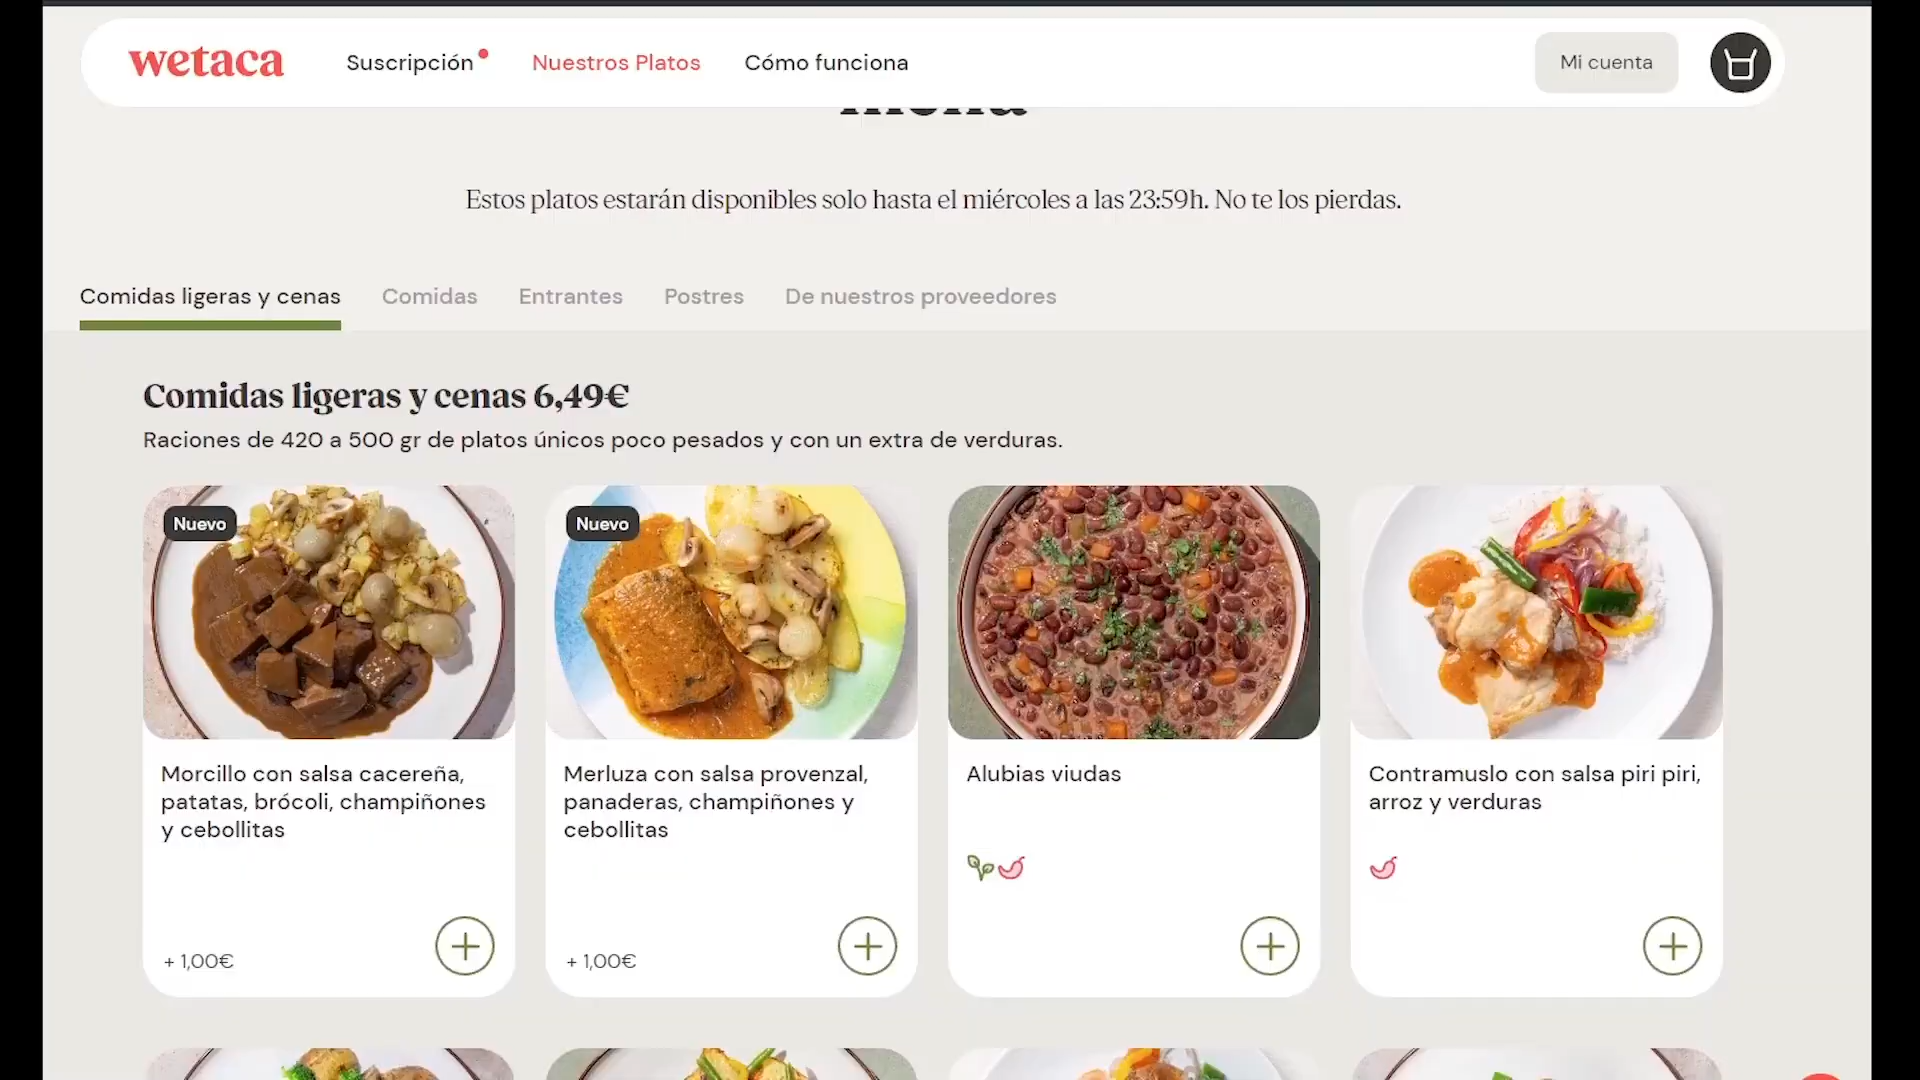 wetaca
Suscripción
Nuestros Platos
Cómo funciona
Mi cuenta
Estos platos estarán disponibles solo hasta el miércoles a las 23:59h. No te los pierdas.
Comidas ligeras y cenas
Comidas
Entrantes
Postres
De nuestros proveedores
Comidas ligeras y cenas 6,49€
Raciones de 420 a 500 gr de platos únicos poco pesados y con un extra de verduras.
Nuevo
Morcillo con salsa cacereña,
patatas, brócoli, champiñones
y cebollitas
+ 1,00€
Nuevo
Merluza con salsa provenzal,
panaderas, champiñones y
cebollitas
+ 1,00€
Alubias viudas
Contramuslo con salsa piri piri,
arroz y verduras